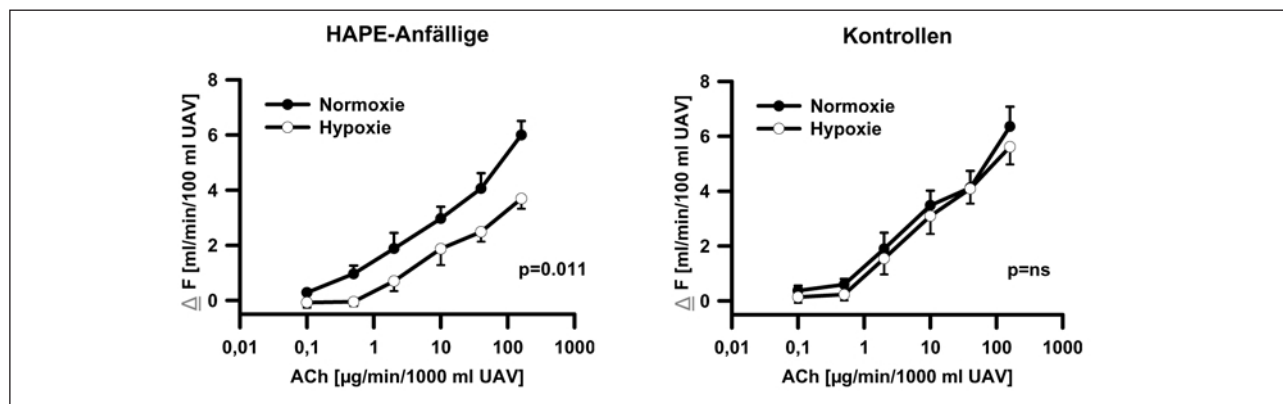 HAPE-Anfällige
Δ F [ml/min/100 ml UAV]
8
6
4
2
0
Normoxie
Hypoxie
p=0.011
0,01 0,1 1 10 100 1000
ACh [µg/min/1000 ml UAV]
Kontrollen
Δ F [ml/min/100 ml UAV]
8
6
4
2
0
Normoxie
Hypoxie
p=ns
0,01 0,1 1 10 100 1000
ACh [µg/min/1000 ml UAV]